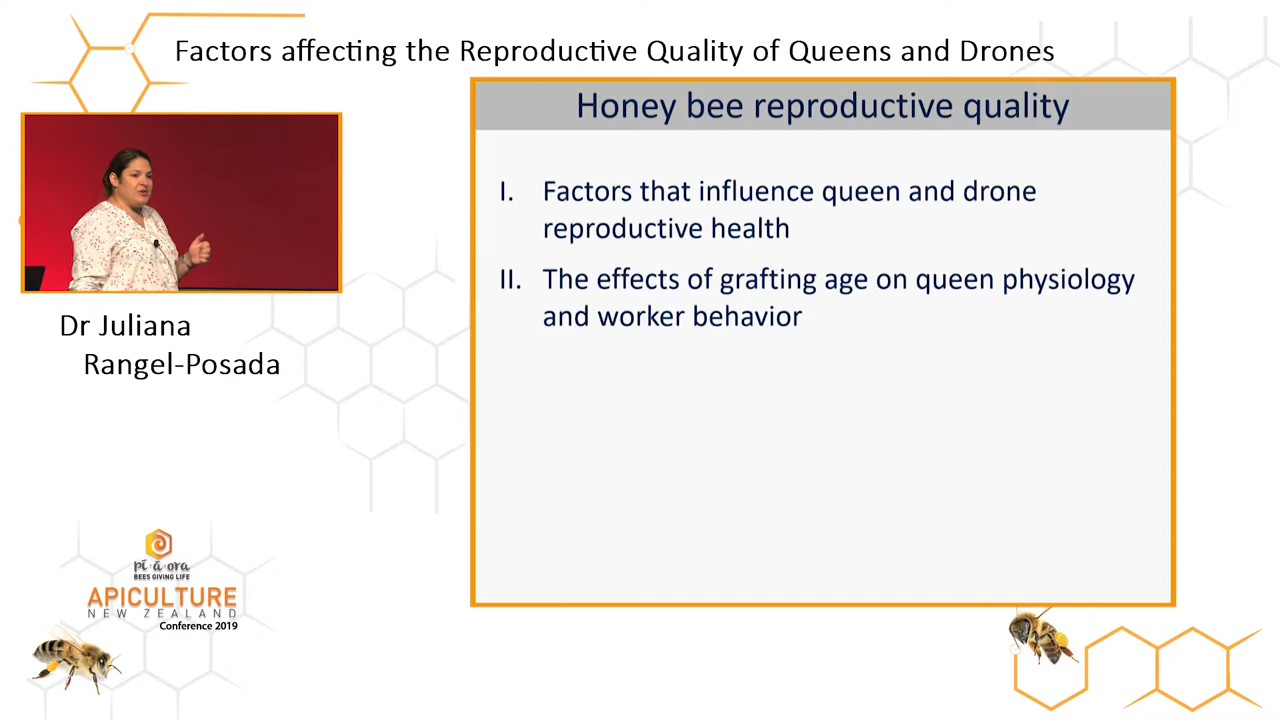 Factors affecting the Reproductive Quality of Queens and Drones
Honey bee reproductive quality
I. Factors that influence queen and drone
reproductive health
II. The effects of grafting age on queen physiology
and worker behavior
Dr Juliana
Rangel-Posada
pī·ā·ora
BEES GIVING LIFE
APICULTURE
NEW ZEALAND
Conference 2019